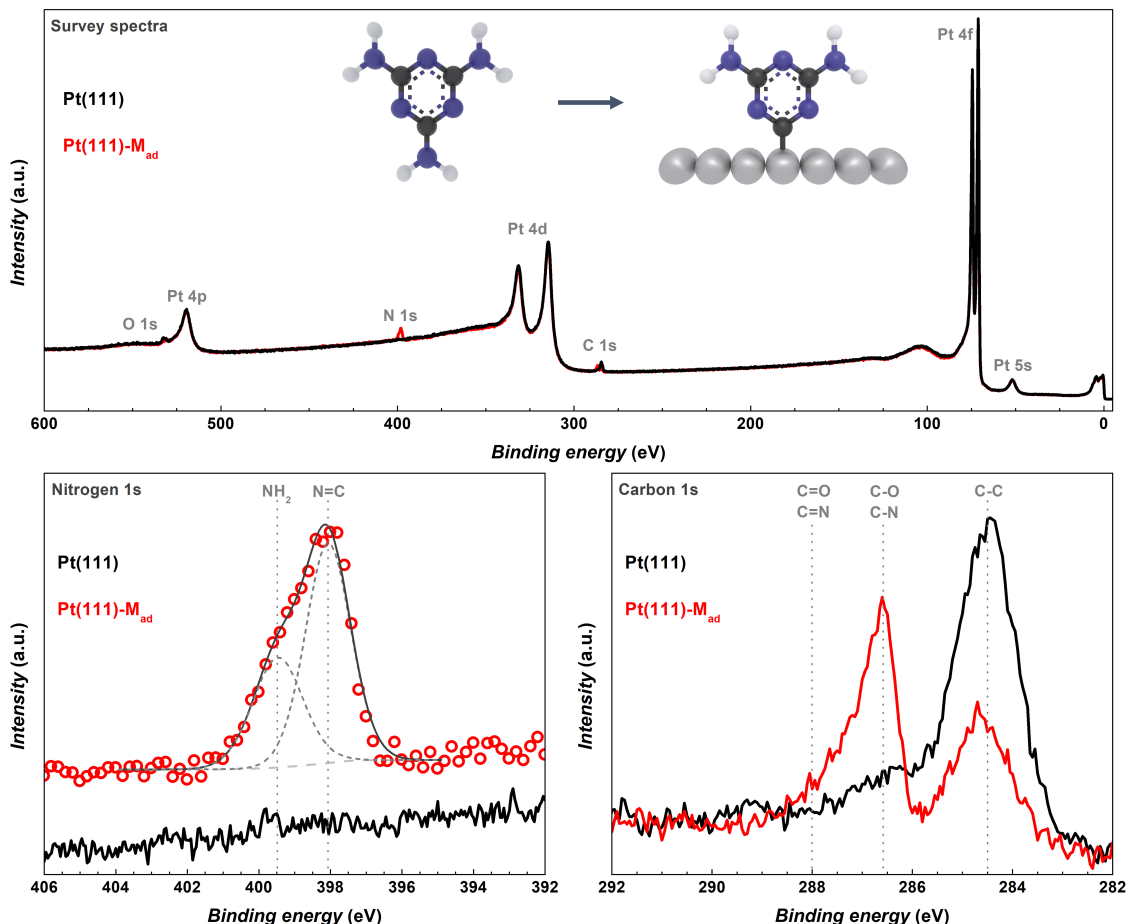 Survey spectra
Pt(111)
Pt(111)-M_ad
O 1s
Pt 4p
N 1s
Pt 4d
C 1s
Pt 4f
Pt 5s
Intensity (a.u.)
600 500 400 300 200 100 0
Binding energy (eV)
Nitrogen 1s
NH₂ N=C
Pt(111)
Pt(111)-M_ad
Intensity (a.u.)
406 404 402 400 398 396 394 392
Binding energy (eV)
Carbon 1s
C=O C-O C-C
C=N C-N
Pt(111)
Pt(111)-M_ad
Intensity (a.u.)
292 290 288 286 284 282
Binding energy (eV)